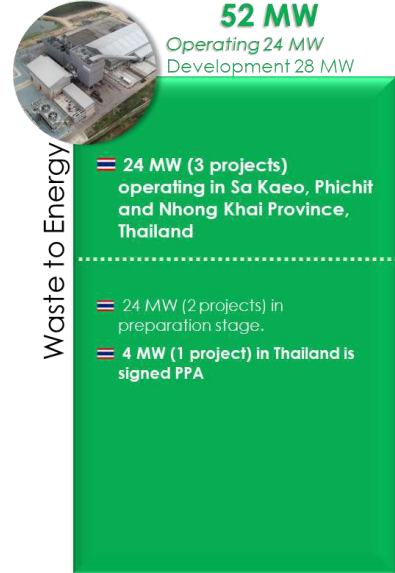 52 MW
Operating 24 MW
Development 28 MW
Waste to Energy
24 MW (3 projects)
operating in Sa Kaeo, Phichit
and Nhong Khai Province,
Thailand
24 MW (2 projects) in
preparation stage.
4 MW (1 project) in Thailand is
signed PPA